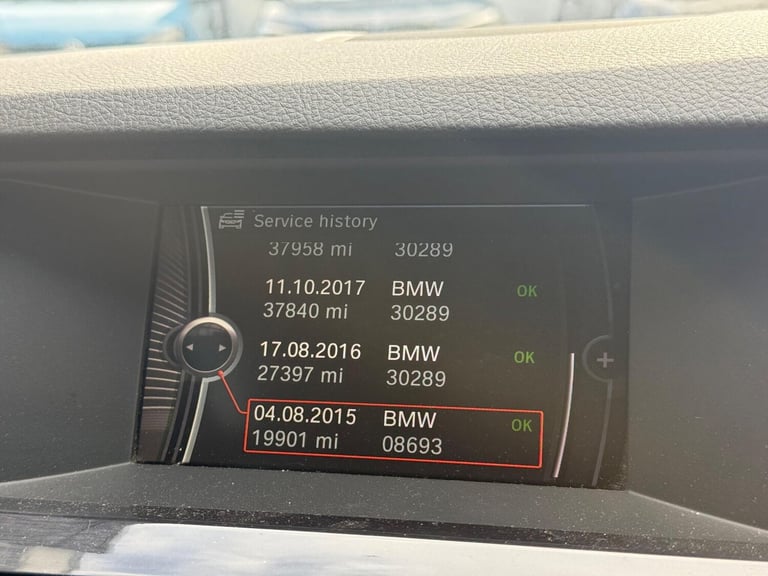 Service history
37958 mi 30289
11.10.2017 BMW OK
37840 mi 30289
17.08.2016 BMW OK
27397 mi 30289
04.08.2015 BMW OK
19901 mi 08693